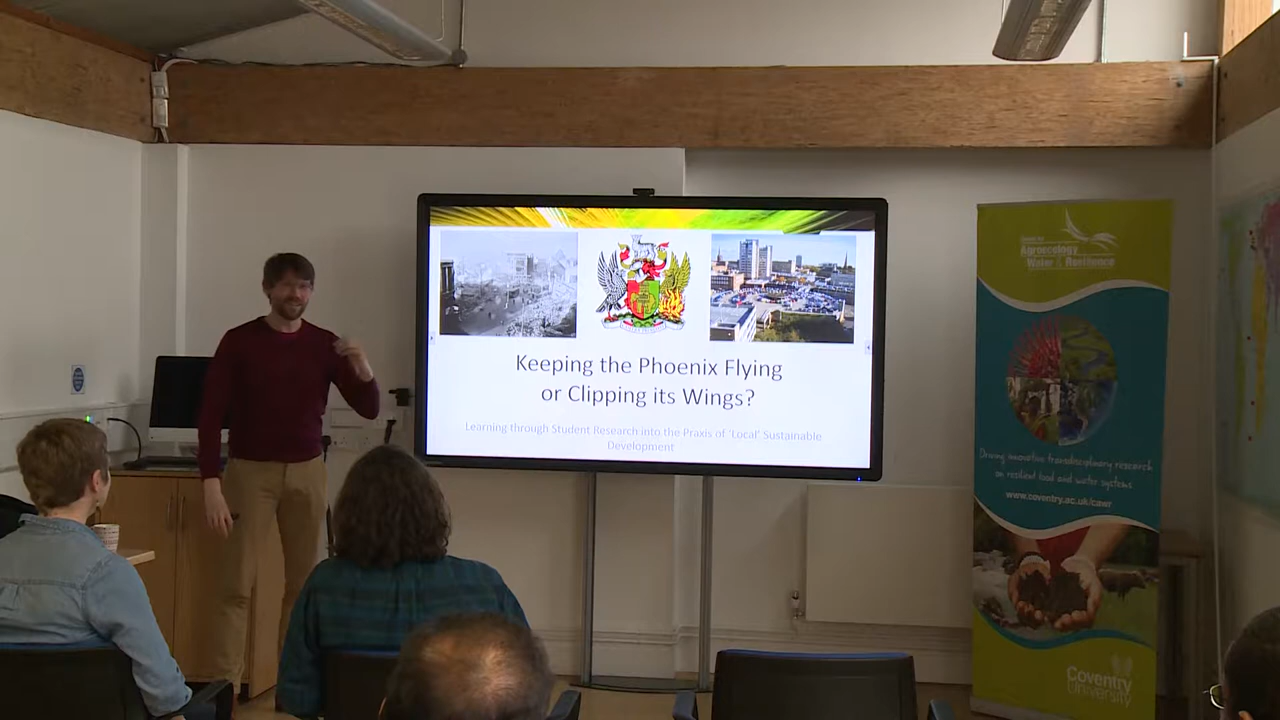 Keeping the Phoenix Flying
or Clipping its Wings?
Learning through Student Research into the Praxis of 'Local' Sustainable
Development
Agroecology
Water & Resilience
Driving innovative transdisciplinary research
on resilient food and water systems
www.coventry.ac.uk/cawr
Coventry
University